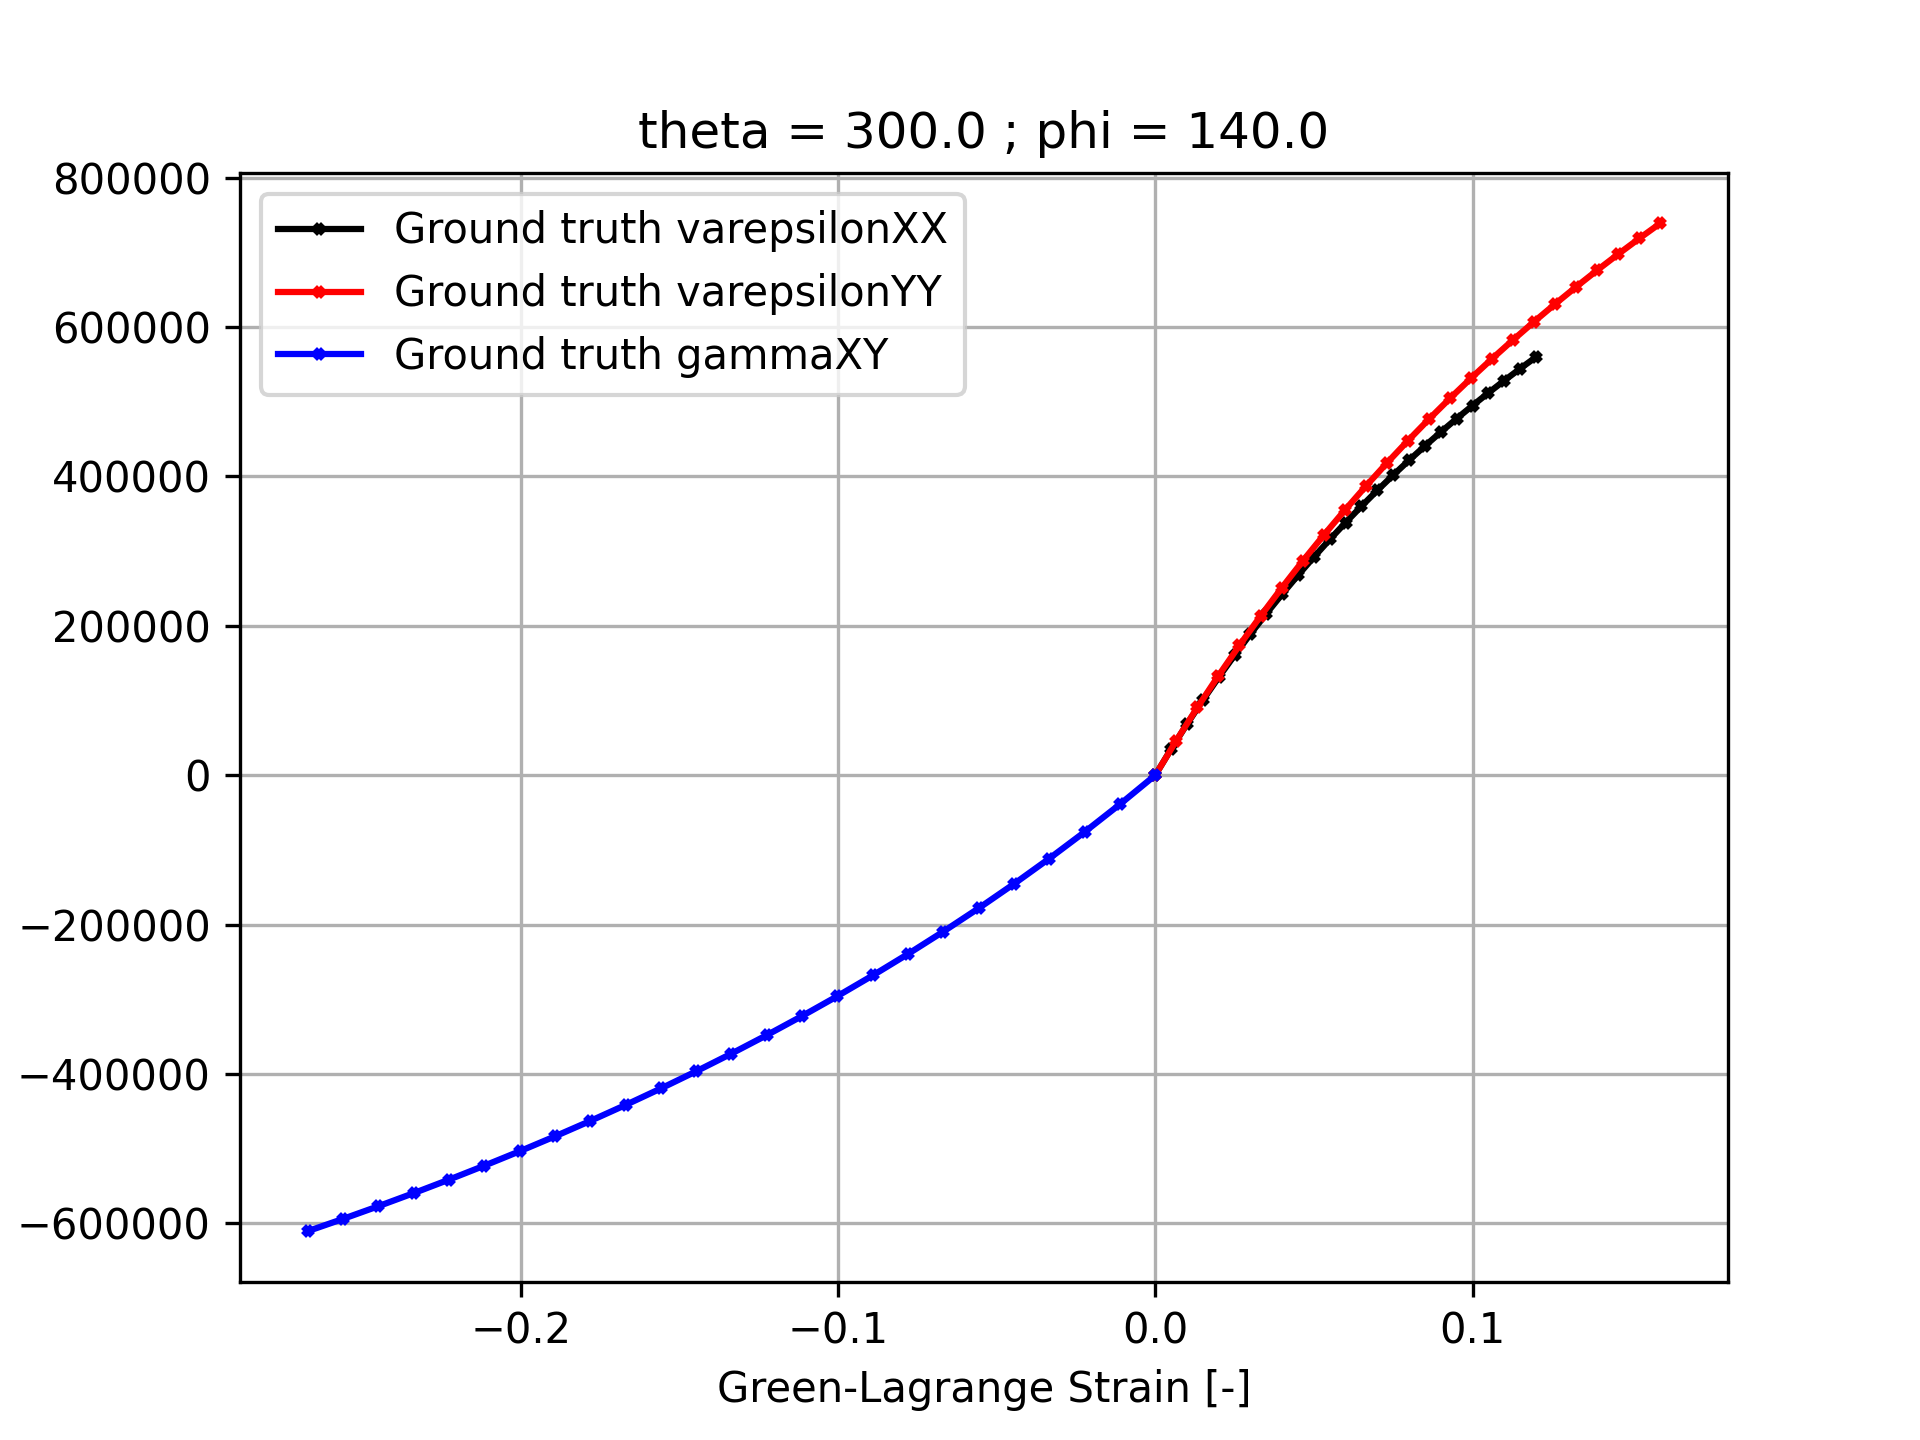 theta = 300.0 ; phi = 140.0
800000
600000
400000
200000
0
−200000
−400000
−600000
Ground truth varepsilonXX
Ground truth varepsilonYY
Ground truth gammaXY
−0.2 −0.1 0.0 0.1
Green-Lagrange Strain [-]